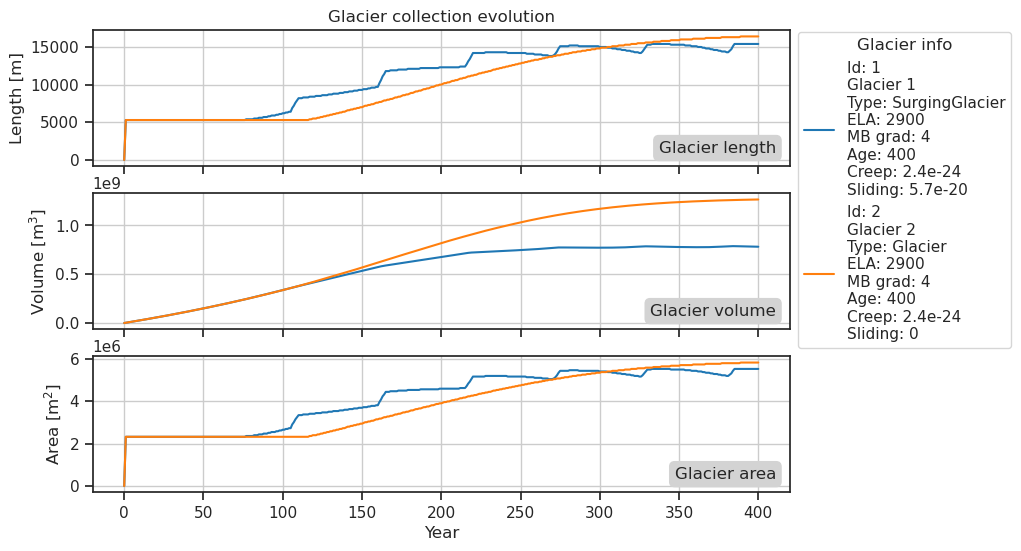 Glacier collection evolution
Length [m]
15000
10000
5000
0
Glacier length
1e9
Volume [m³]
1.0
0.5
0.0
Glacier volume
1e6
Area [m²]
6
4
2
0
Glacier area
0 50 100 150 200 250 300 350 400
Year
Glacier info
Id: 1
Glacier 1
Type: SurgingGlacier
ELA: 2900
MB grad: 4
Age: 400
Creep: 2.4e-24
Sliding: 5.7e-20
Id: 2
Glacier 2
Type: Glacier
ELA: 2900
MB grad: 4
Age: 400
Creep: 2.4e-24
Sliding: 0